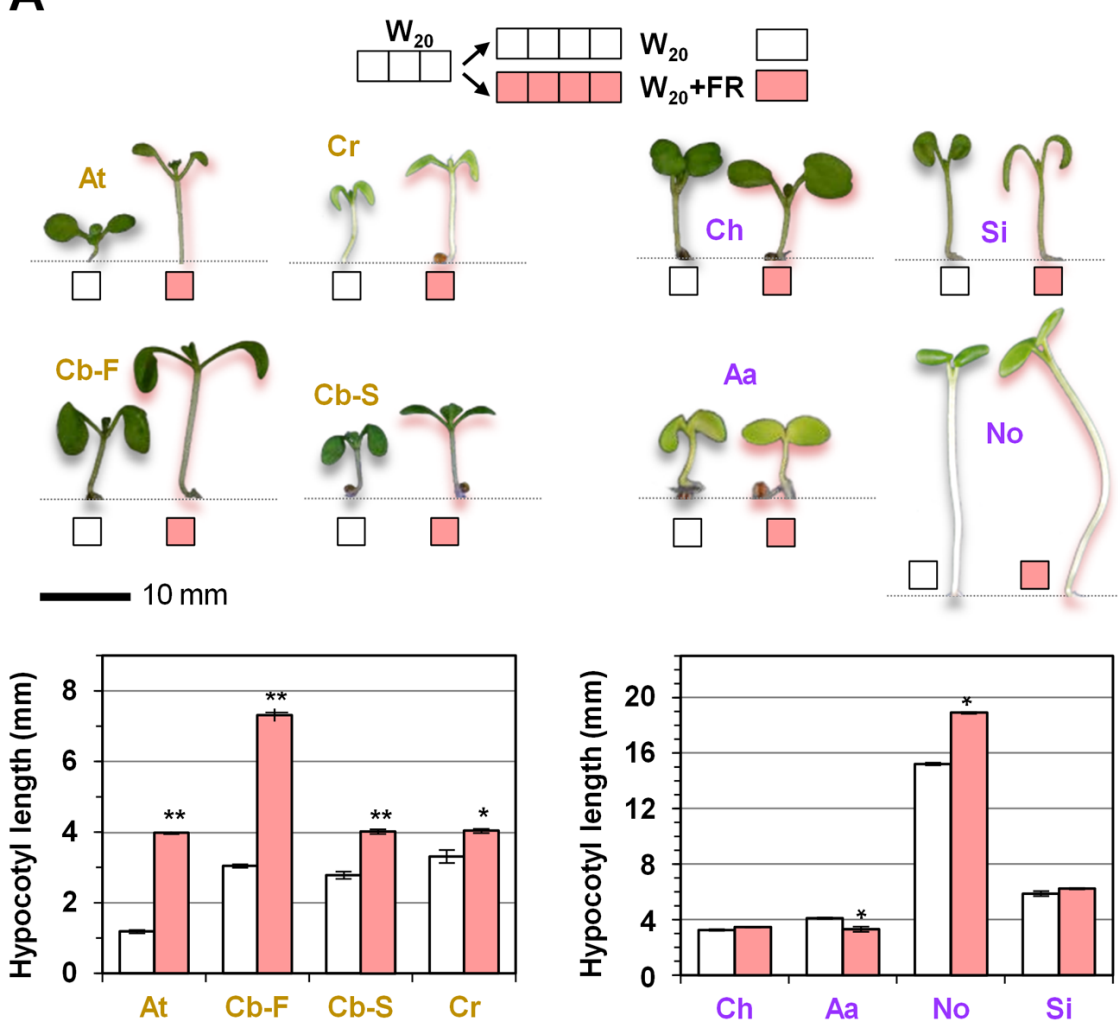 A
W20
W20
W20+FR
At
Cr
Ch
Si
Cb-F
Cb-S
Aa
No
10 mm
Hypocotyl length (mm)
8
6
4
2
0
**
**
**
*
At
Cb-F
Cb-S
Cr
Hypocotyl length (mm)
20
16
12
8
4
0
*
*
Ch
Aa
No
Si